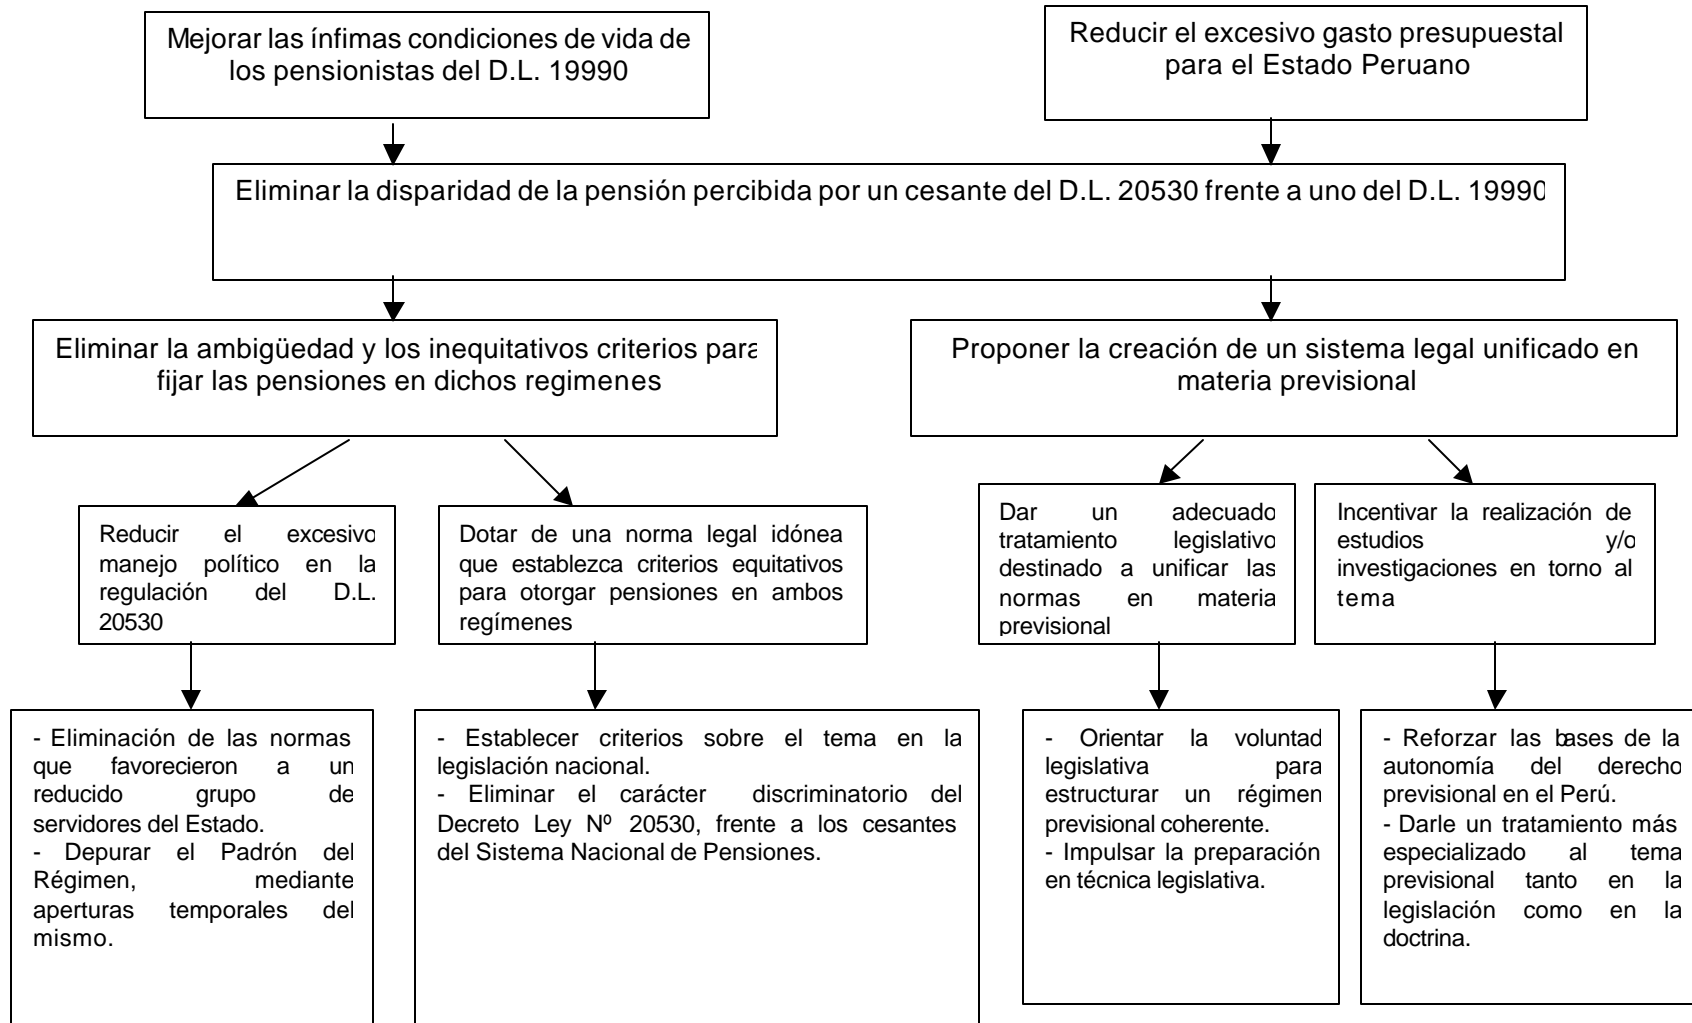 Mejorar las ínfimas condiciones de vida de
los pensionistas del D.L. 19990
Reducir el excesivo gasto presupuestal
para el Estado Peruano
Eliminar la disparidad de la pensión percibida por un cesante del D.L. 20530 frente a uno del D.L. 19990
Eliminar la ambigüedad y los inequitativos criterios para
fijar las pensiones en dichos regimenes
Proponer la creación de un sistema legal unificado en
materia previsional
Reducir el excesivo
manejo político en la
regulación del D.L.
20530
Dotar de una norma legal idónea
que establezca criterios equitativos
para otorgar pensiones en ambos
regímenes
Dar un adecuado
tratamiento legislativo
destinado a unificar las
normas en materia
previsional
Incentivar la realización de
estudios y/o
investigaciones en torno al
tema
- Eliminación de las normas
que favorecieron a un
reducido grupo de
servidores del Estado.
- Depurar el Padrón del
Régimen, mediante
aperturas temporales del
mismo.
- Establecer criterios sobre el tema en la
legislación nacional.
- Eliminar el carácter discriminatorio del
Decreto Ley Nº 20530, frente a los cesantes
del Sistema Nacional de Pensiones.
- Orientar la voluntad
legislativa para
estructurar un régimen
previsional coherente.
- Impulsar la preparación
en técnica legislativa.
- Reforzar las bases de la
autonomía del derecho
previsional en el Perú.
- Darle un tratamiento más
especializado al tema
previsional tanto en la
legislación como en la
doctrina.